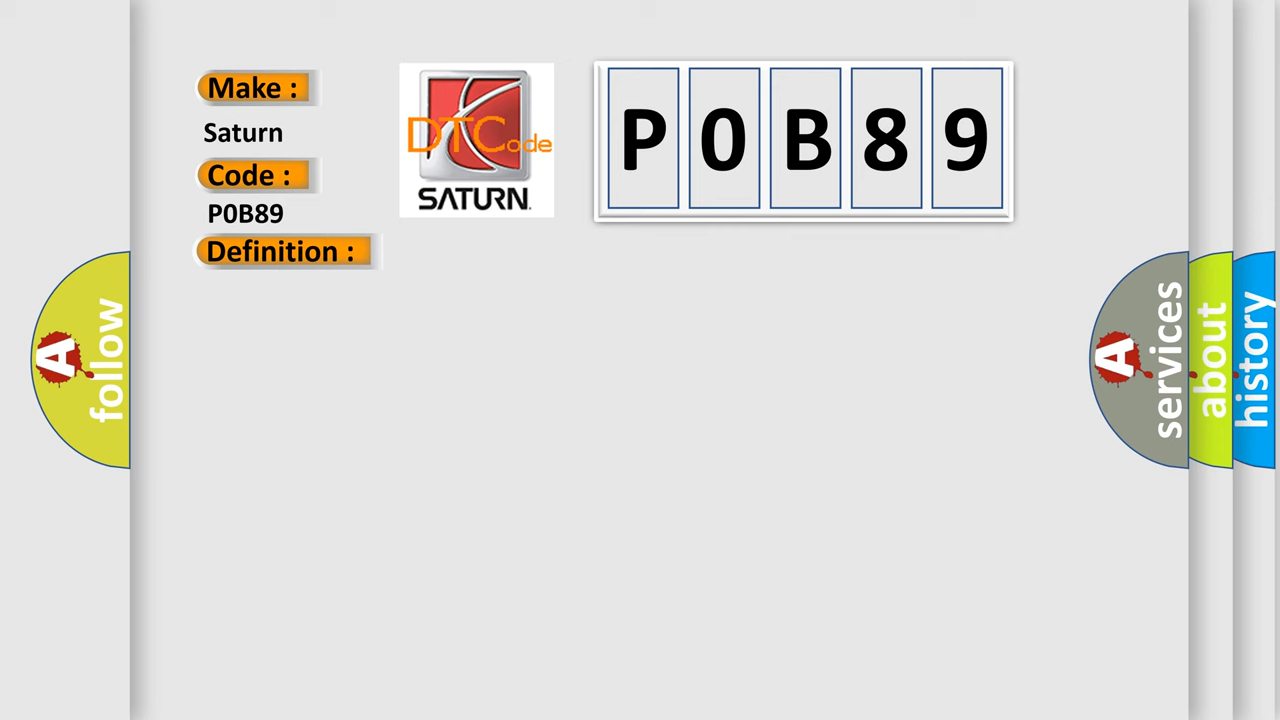 Make :
Saturn
Code :
P0B89
Definition :
DTCode
SATURN.
P 0 B 8 9
A
follow
A
services
about
history